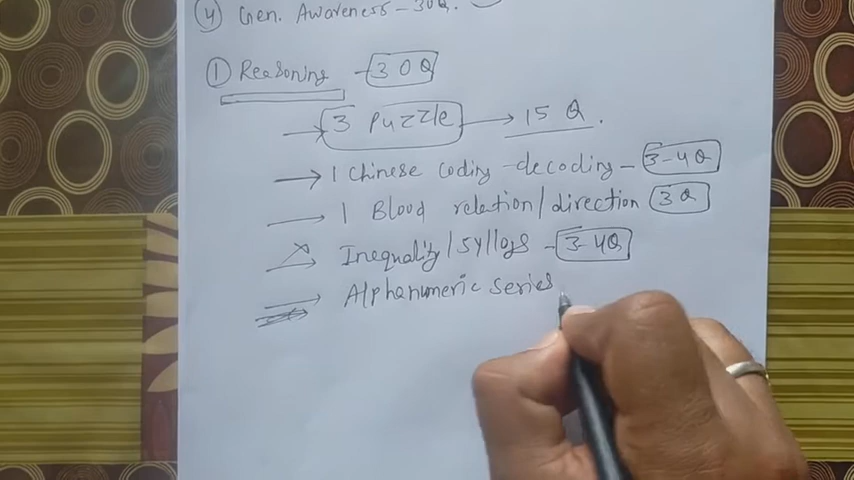 ④ Gen. Awareness - 30Q.
① Reasoning - 30Q
→ 3 puzzle → 15 Q.
→ 1 Chinese coding-decoding - 3-4Q
→ 1 Blood relation/direction 3Q
→ Inequality/syllogs - 3-4Q
→ Alphanumeric series